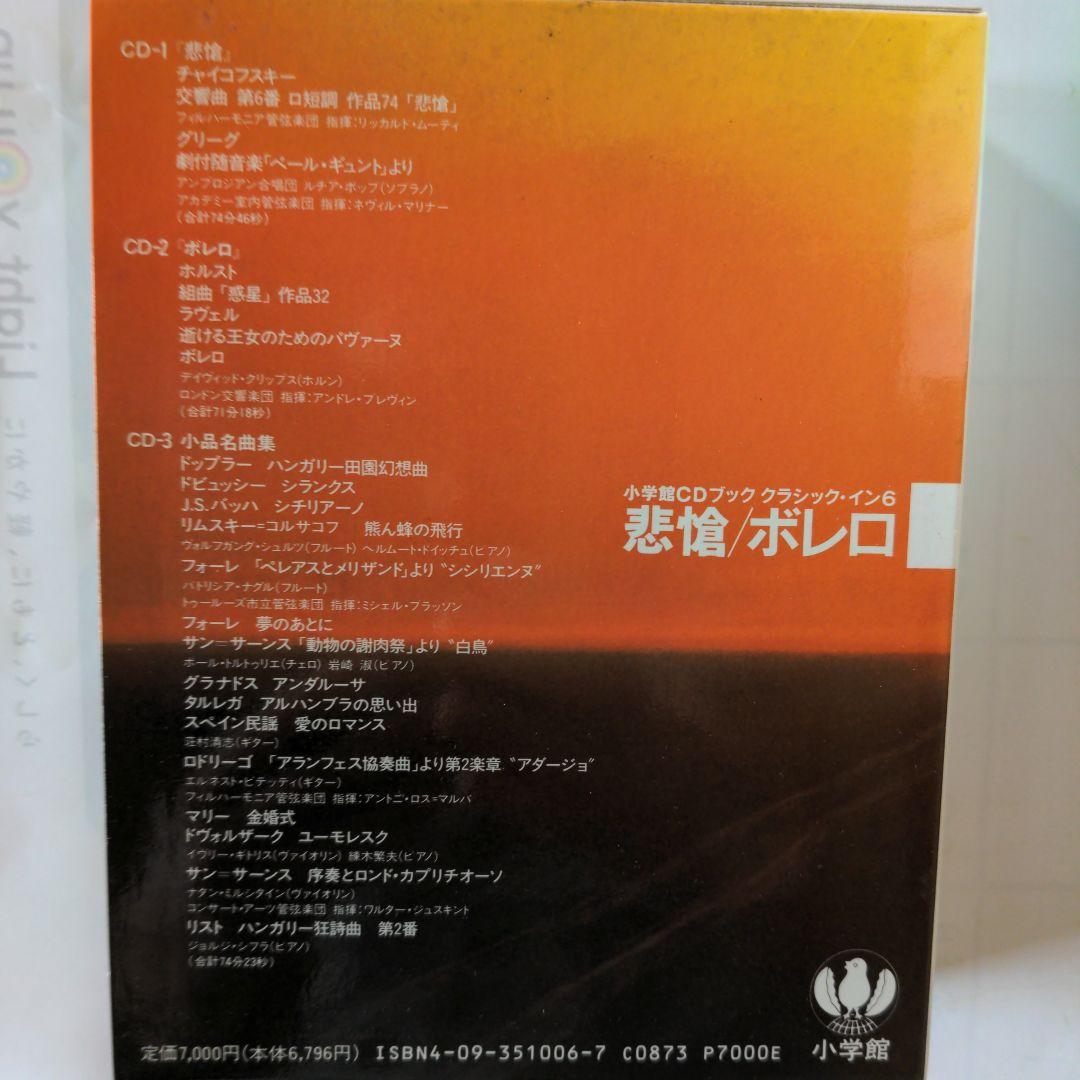 CD-1『悲愴』
チャイコフスキー
交響曲 第6番 ロ短調 作品74「悲愴」
フィルハーモニア管弦楽団 指揮:リッカルド・ムーティ
グリーグ
劇付随音楽「ペール・ギュント」より
アンブロジアン合唱団 ルチア・ポップ(ソプラノ)
アカデミー室内管弦楽団 指揮:ネヴィル・マリナー
(合計74分46秒)
CD-2『ボレロ』
ホルスト
組曲「惑星」作品32
ラヴェル
逝ける王女のためのパヴァーヌ
ボレロ
デイヴィッド・クリップス(ホルン)
ロンドン交響楽団 指揮:アンドレ・プレヴィン
(合計71分18秒)
CD-3 小品名曲集
ドップラー ハンガリー田園幻想曲
ドビュッシー シランクス
J.S.バッハ シチリアーノ
リムスキー=コルサコフ 熊ん蜂の飛行
ウォルフガング・シュルツ(フルート) ヘルムート・ドイッチュ(ピアノ)
フォーレ 「ペレアスとメリザンド」より〝シシリエンヌ〟
パトリシア・ナグル(フルート)
トゥールーズ市立管弦楽団 指揮:ミシェル・プラッソン
フォーレ 夢のあとに
サン=サーンス「動物の謝肉祭」より〝白鳥〟
ポール・トルトゥリエ(チェロ) 岩崎 淑(ピアノ)
グラナドス アンダルーサ
タルレガ アルハンブラの思い出
スペイン民謡 愛のロマンス
荘村清志(ギター)
ロドリーゴ 「アランフェス協奏曲」より第2楽章〝アダージョ〟
エルネスト・ビテッティ(ギター)
フィルハーモニア管弦楽団 指揮:アントニ・ロス=マルバ
マリー 金婚式
ドヴォルザーク ユーモレスク
イヴリー・ギトリス(ヴァイオリン) 練木繁夫(ピアノ)
サン=サーンス 序奏とロンド・カプリチオーソ
ナタン・ミルシタイン(ヴァイオリン)
コンサート・アーツ管弦楽団 指揮:ワルター・ジュスキント
リスト ハンガリー狂詩曲 第2番
ジョルジ・シフラ(ピアノ)
(合計74分23秒)
小学館CDブック クラシック・イン6
悲愴/ボレロ
定価7,000円(本体6,796円) ISBN4-09-351006-7 C0873 P7000E
小学館